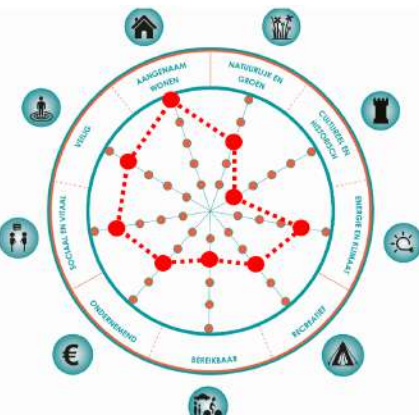 AANGENAAM
WONEN
NATUURLIJK EN
GROEN
CULTUREEL EN
HISTORISCH
ENERGIE EN KLIMAAT
RECREATIEF
BEREIKBAAR
ONDERNEMEND
SOCIAAL EN VITAAL
VEILIG
€